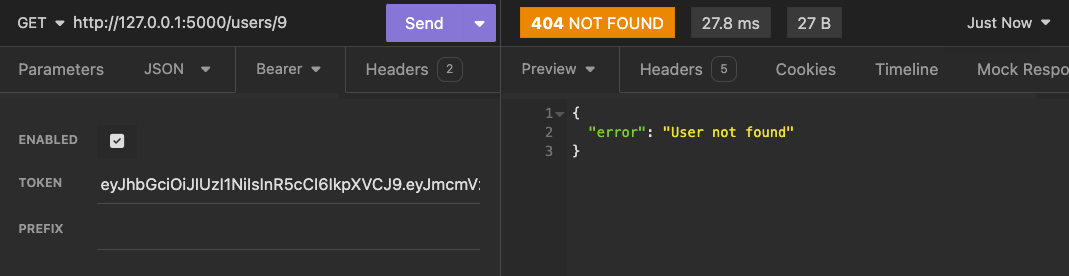 GET http://127.0.0.1:5000/users/9 Send
404 NOT FOUND 27.8 ms 27 B Just Now
Parameters JSON Bearer Headers 2
Preview Headers 5 Cookies Timeline Mock Respo
ENABLED
TOKEN eyJhbGciOiJIUzI1NiIsInR5cCI6IkpXVCJ9.eyJmcmV
PREFIX
1 {
2 "error": "User not found"
3 }